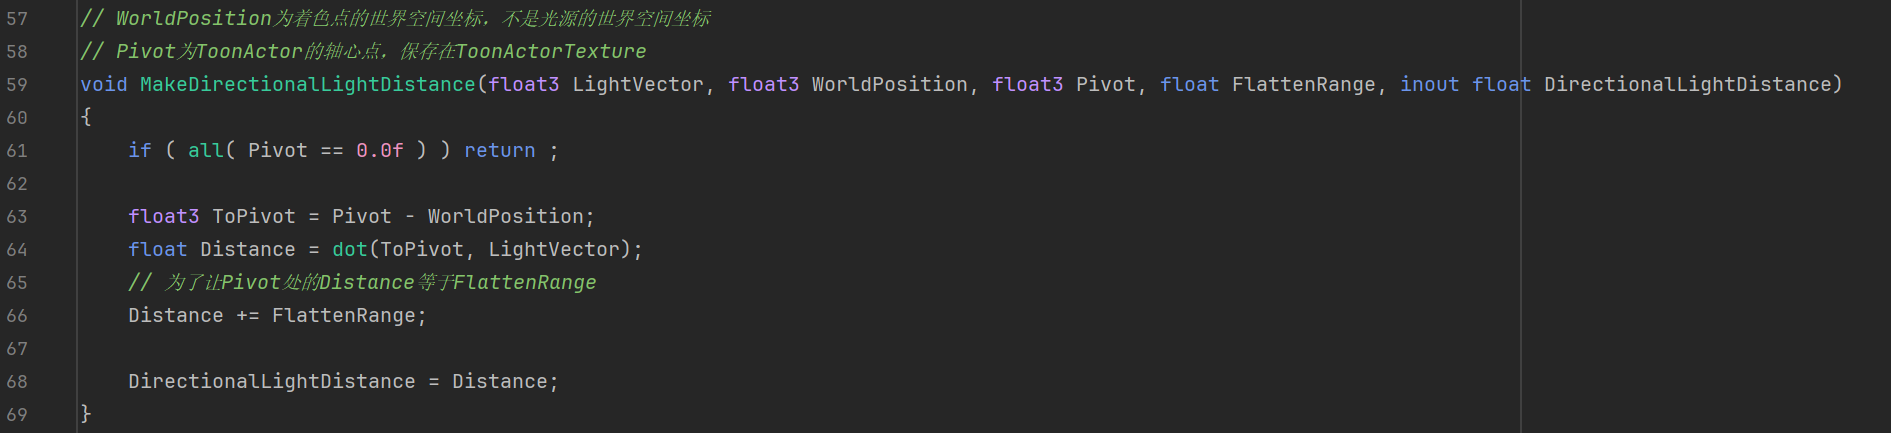 57 // WorldPosition为着色点的世界空间坐标，不是光源的世界空间坐标
58 // Pivot为ToonActor的轴心点，保存在ToonActorTexture
59 void MakeDirectionalLightDistance(float3 LightVector, float3 WorldPosition, float3 Pivot, float FlattenRange, inout float DirectionalLightDistance)
60 {
61     if ( all( Pivot == 0.0f ) ) return ;
62
63     float3 ToPivot = Pivot - WorldPosition;
64     float Distance = dot(ToPivot, LightVector);
65     // 为了让Pivot处的Distance等于FlattenRange
66     Distance += FlattenRange;
67
68     DirectionalLightDistance = Distance;
69 }